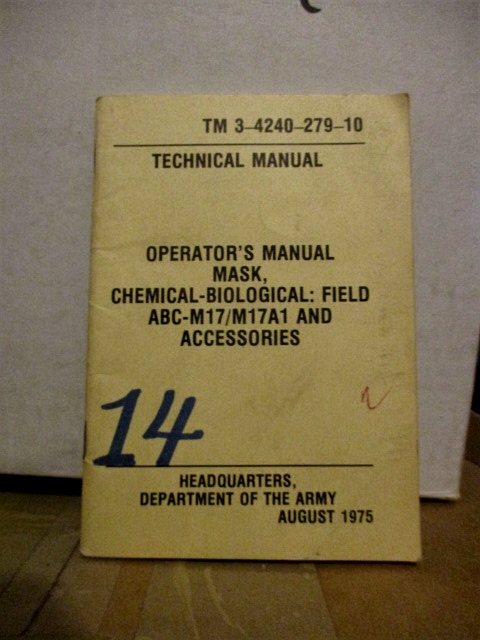 TM 3-4240-279-10
TECHNICAL MANUAL
OPERATOR'S MANUAL
MASK,
CHEMICAL-BIOLOGICAL: FIELD
ABC-M17/M17A1 AND
ACCESSORIES
14
HEADQUARTERS,
DEPARTMENT OF THE ARMY
AUGUST 1975